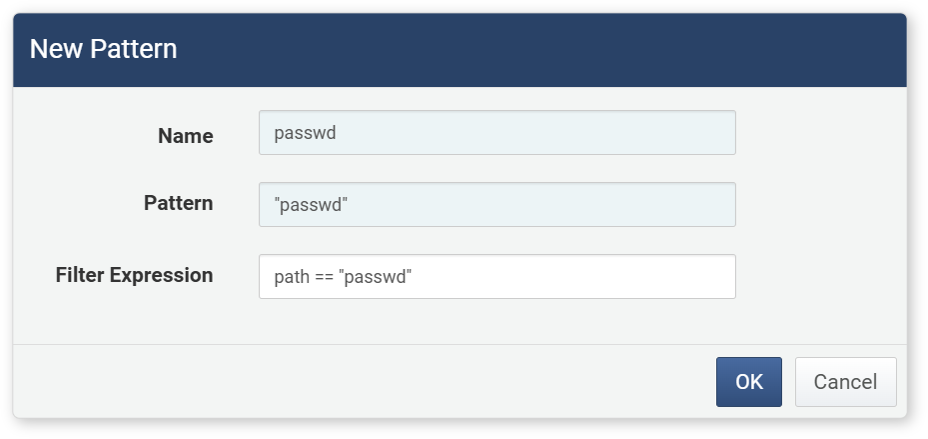 New Pattern
Name passwd
Pattern "passwd"
Filter Expression path == "passwd"
OK Cancel